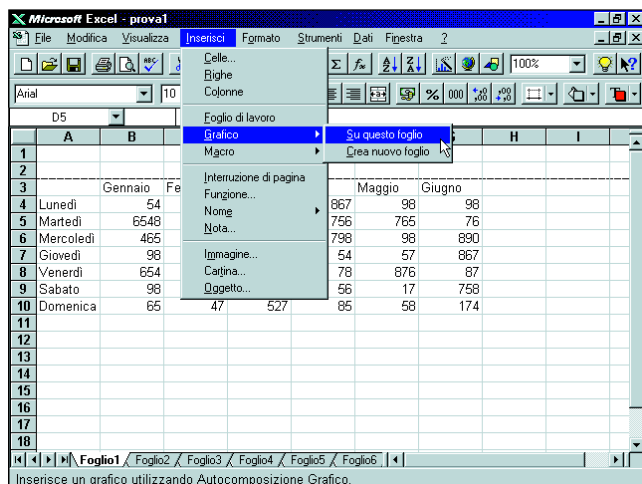 Microsoft Excel - prova1
File Modifica Visualizza Inserisci Formato Strumenti Dati Finestra ?
100%
Arial 10 % 000
D5
A B H I
1
2
3 Gennaio Fe Maggio Giugno
4 Lunedì 54 867 98 98
5 Martedì 6548 756 765 76
6 Mercoledì 465 798 98 890
7 Giovedì 98 54 57 867
8 Venerdì 654 78 876 87
9 Sabato 98 56 17 758
10 Domenica 65 47 527 85 58 174
11
12
13
14
15
16
17
18
Celle...
Righe
Colonne
Foglio di lavoro
Grafico
Macro
Interruzione di pagina
Funzione...
Nome
Nota...
Immagine...
Cartina...
Oggetto...
Su questo foglio
Crea nuovo foglio
Foglio1 Foglio2 Foglio3 Foglio4 Foglio5 Foglio6
Inserisce un grafico utilizzando Autocomposizione Grafico.